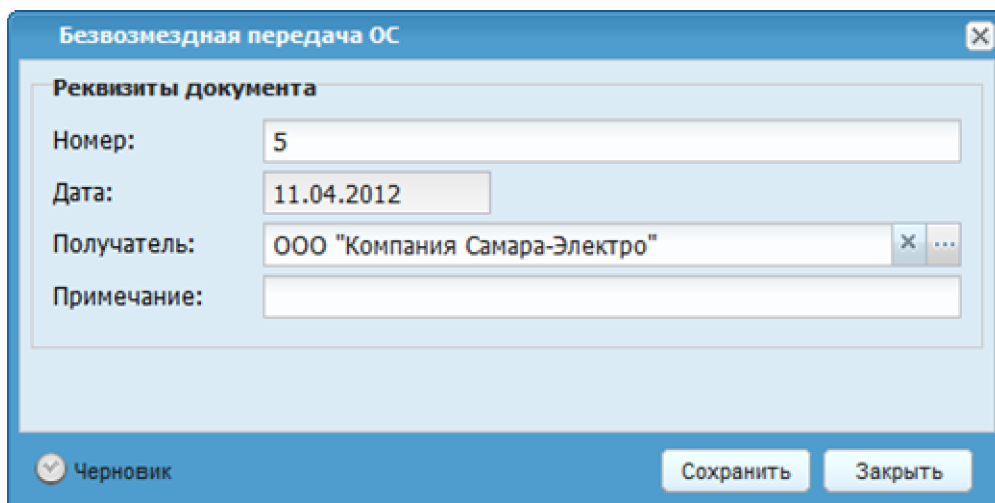 Безвозмездная передача ОС
Реквизиты документа
Номер: 5
Дата: 11.04.2012
Получатель: ООО "Компания Самара-Электро"
Примечание:
Черновик Сохранить Закрыть